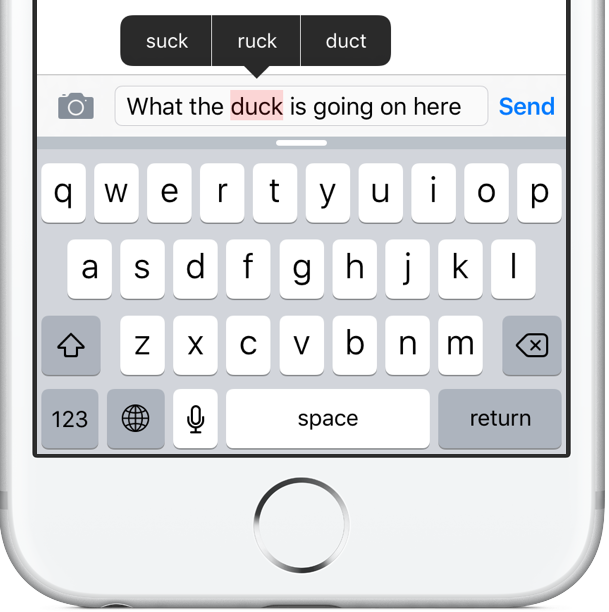 suck ruck duct
What the duck is going on here Send
q w e r t y u i o p
a s d f g h j k l
z x c v b n m
123 space return